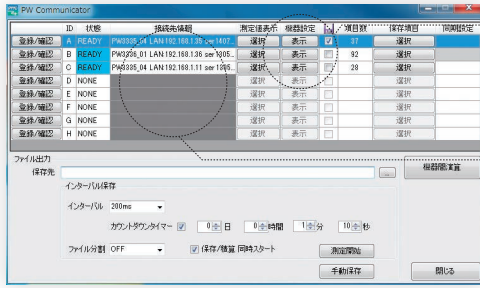 PW Communicator
ID 状態 接続先情報 測定値表示 機器設定 項目数 保存項目 同期設定
登録/確認 A READY PW3335_04 LAN:192.168.1.35 ser:1407.. 選択 表示 37 選択
登録/確認 B READY PW3336_04 LAN:192.168.1.36 ser:1305.. 選択 表示 92 選択
登録/確認 C READY PW3335_04 LAN:192.168.1.11 ser:1305.. 選択 表示 28 選択
登録/確認 D NONE 選択 表示 選択
登録/確認 E NONE 選択 表示 選択
登録/確認 F NONE 選択 表示 選択
登録/確認 G NONE 選択 表示 選択
登録/確認 H NONE 選択 表示 選択
ファイル出力
保存先 ... 機器間演算
インターバル保存
インターバル 200ms
カウントダウンタイマー 0 日 0 時間 1 分 10 秒
ファイル分割 OFF 保存/積算 同時スタート 測定開始
手動保存 閉じる